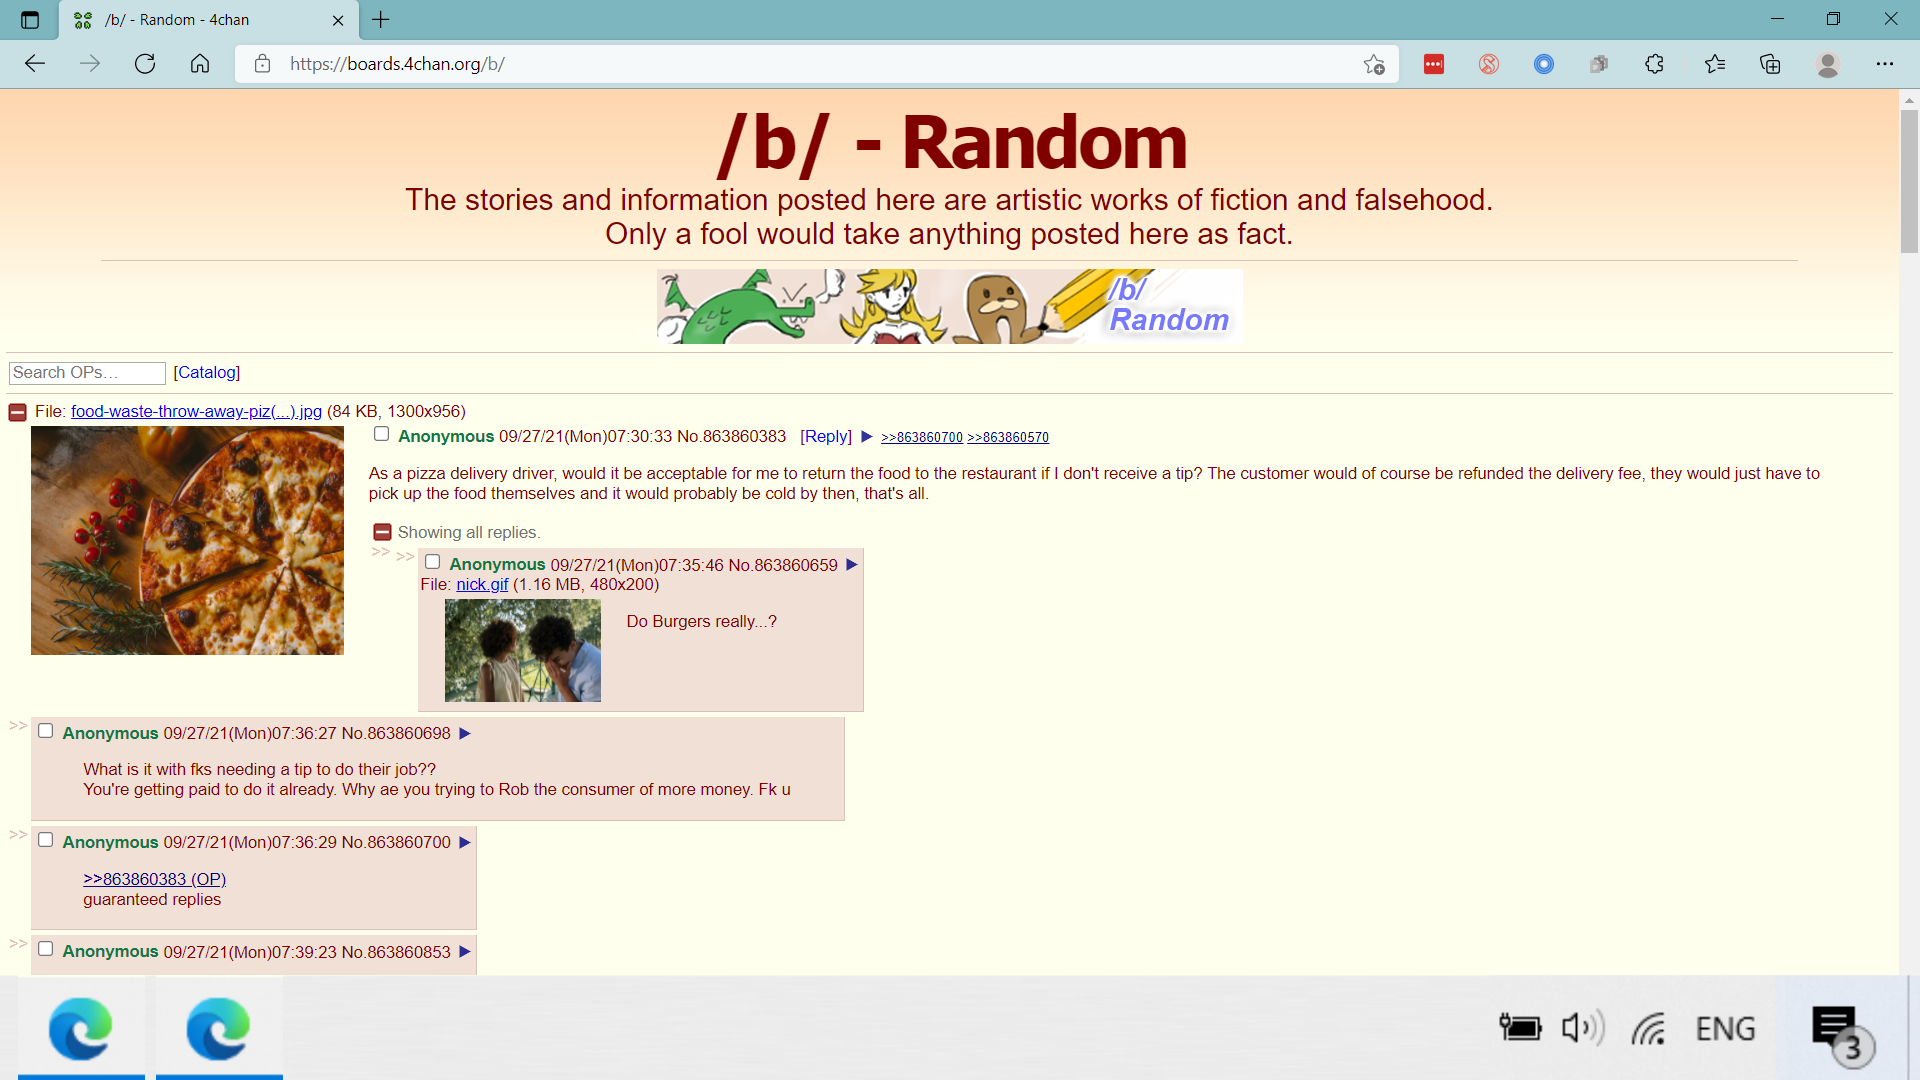 /b/ - Random - 4chan
https://boards.4chan.org/b/
/b/ - Random
The stories and information posted here are artistic works of fiction and falsehood.
Only a fool would take anything posted here as fact.
/b/
Random
Search OPs...
[Catalog]
File: food-waste-throw-away-piz(...).jpg (84 KB, 1300x956)
Anonymous 09/27/21(Mon)07:30:33 No.863860383 [Reply] ▶ >>863860700 >>863860570
As a pizza delivery driver, would it be acceptable for me to return the food to the restaurant if I don't receive a tip? The customer would of course be refunded the delivery fee, they would just have to
pick up the food themselves and it would probably be cold by then, that's all.
Showing all replies.
>> >> Anonymous 09/27/21(Mon)07:35:46 No.863860659 ▶
File: nick.gif (1.16 MB, 480x200)
Do Burgers really...?
>> Anonymous 09/27/21(Mon)07:36:27 No.863860698 ▶
What is it with fks needing a tip to do their job??
You're getting paid to do it already. Why ae you trying to Rob the consumer of more money. Fk u
>> Anonymous 09/27/21(Mon)07:36:29 No.863860700 ▶
>>863860383 (OP)
guaranteed replies
>> Anonymous 09/27/21(Mon)07:39:23 No.863860853 ▶
ENG
3